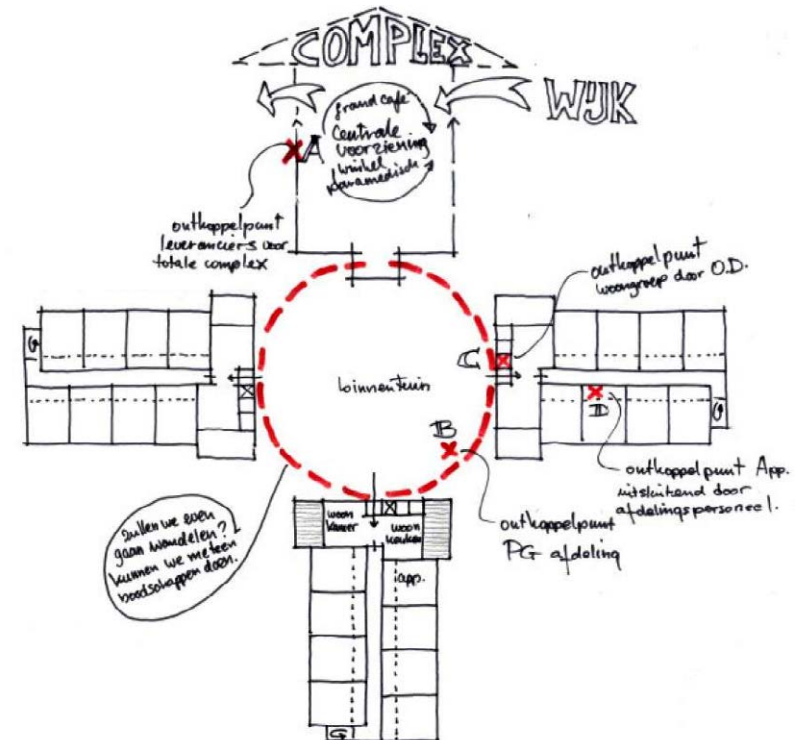 COMPLEX
WIJK
grand café
Centrale
voorziening
winkel
paramedisch
A
ontkoppelpunt
leveranciers voor
totale complex
ontkoppelpunt
woongroep door O.D.
G
C
binnentuin
B
D
G
ontkoppelpunt App.
uitsluitend door
afdelingspersoneel.
ontkoppelpunt
PG afdeling
woon
kamer
woon
keuken
app.
Zullen we even
gaan wandelen?
kunnen we meteen
boodschappen doen.
G